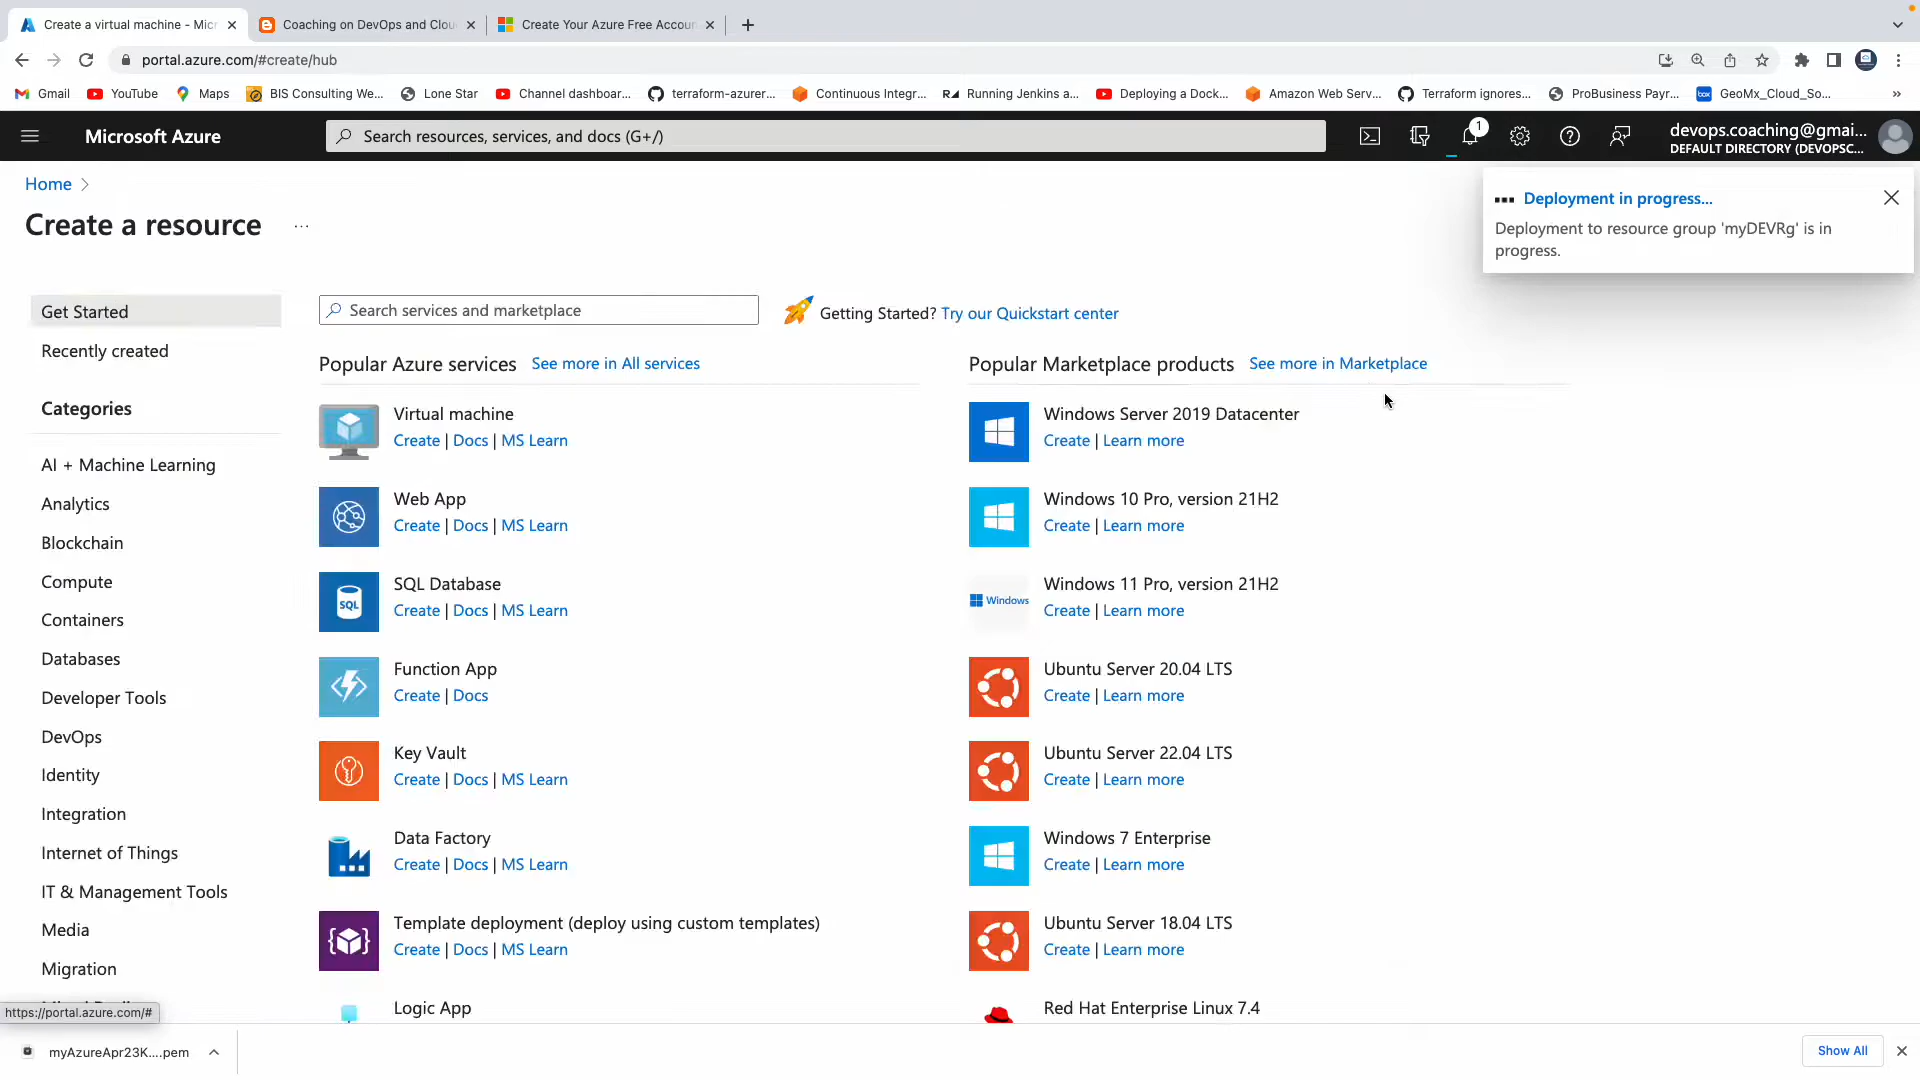 Create a virtual machine - Micr
Coaching on DevOps and Clou
Create Your Azure Free Accoun
portal.azure.com/#create/hub
Gmail
YouTube
Maps
BIS Consulting We...
Lone Star
Channel dashboar...
terraform-azurer...
Continuous Integr...
Running Jenkins a...
Deploying a Dock...
Amazon Web Serv...
Terraform ignores...
ProBusiness Payr...
GeoMx_Cloud_So...
»
Microsoft Azure
Search resources, services, and docs (G+/)
1
devops.coaching@gmai...
DEFAULT DIRECTORY (DEVOPSC...
Home
Create a resource
...
Deployment in progress...
Deployment to resource group 'myDEVRg' is in
progress.
Get Started
Recently created
Categories
AI + Machine Learning
Analytics
Blockchain
Compute
Containers
Databases
Developer Tools
DevOps
Identity
Integration
Internet of Things
IT & Management Tools
Media
Migration
Search services and marketplace
Getting Started? Try our Quickstart center
Popular Azure services See more in All services
Virtual machine
Create | Docs | MS Learn
Web App
Create | Docs | MS Learn
SQL
SQL Database
Create | Docs | MS Learn
Function App
Create | Docs
Key Vault
Create | Docs | MS Learn
Data Factory
Create | Docs | MS Learn
Template deployment (deploy using custom templates)
Create | Docs | MS Learn
Logic App
Popular Marketplace products See more in Marketplace
Windows Server 2019 Datacenter
Create | Learn more
Windows 10 Pro, version 21H2
Create | Learn more
Windows
Windows 11 Pro, version 21H2
Create | Learn more
Ubuntu Server 20.04 LTS
Create | Learn more
Ubuntu Server 22.04 LTS
Create | Learn more
Windows 7 Enterprise
Create | Learn more
Ubuntu Server 18.04 LTS
Create | Learn more
Red Hat Enterprise Linux 7.4
https://portal.azure.com/#
myAzureApr23K....pem
Show All